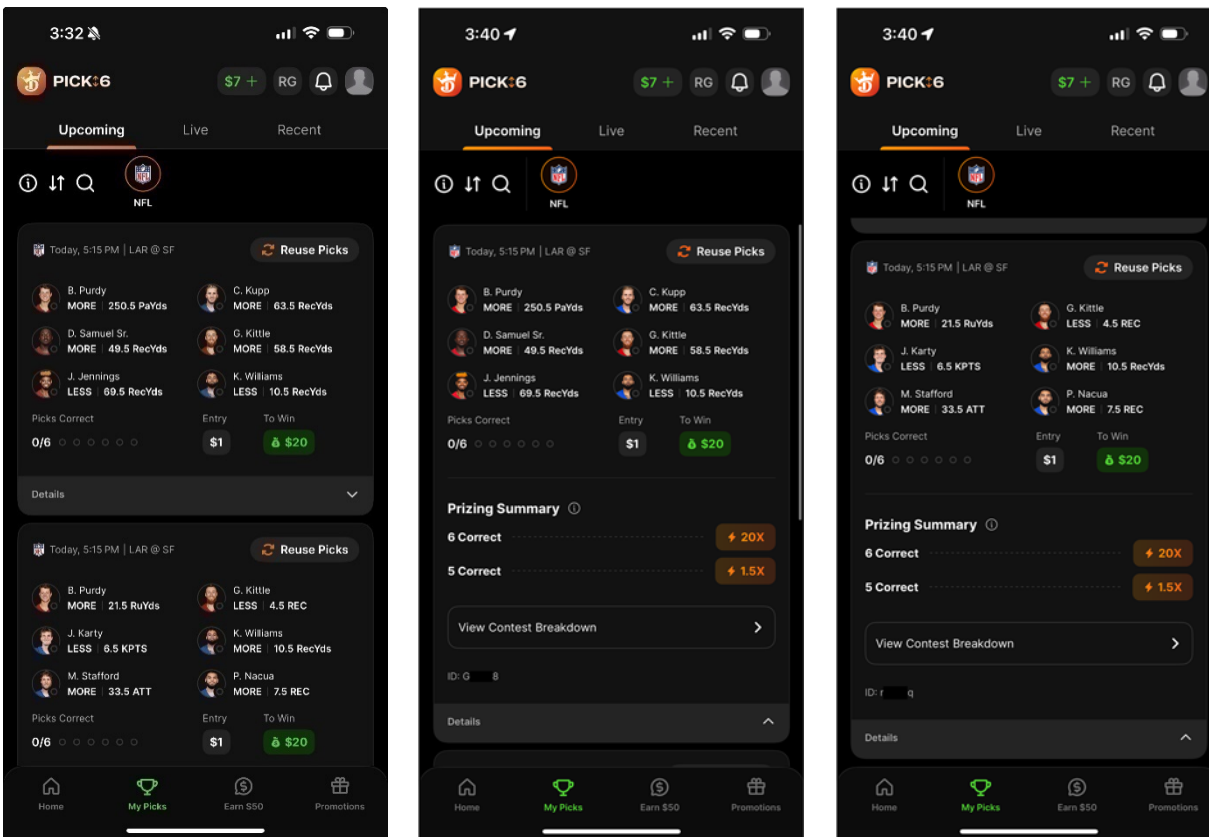 3:32
PICK6
$7 +
RG
Upcoming Live Recent
NFL
Today, 5:15 PM | LAR @ SF
Reuse Picks
B. Purdy
MORE | 250.5 PaYds
C. Kupp
MORE | 63.5 RecYds
D. Samuel Sr.
MORE | 49.5 RecYds
G. Kittle
MORE | 58.5 RecYds
J. Jennings
LESS | 69.5 RecYds
K. Williams
LESS | 10.5 RecYds
Picks Correct Entry To Win
0/6 $1 $20
Details
Today, 5:15 PM | LAR @ SF
Reuse Picks
B. Purdy
MORE | 21.5 RuYds
G. Kittle
LESS | 4.5 REC
J. Karty
LESS | 6.5 KPTS
K. Williams
MORE | 10.5 RecYds
M. Stafford
MORE | 33.5 ATT
P. Nacua
MORE | 7.5 REC
Picks Correct Entry To Win
0/6 $1 $20
Home My Picks Earn $50 Promotions
3:40
PICK6
$7 +
RG
Upcoming Live Recent
NFL
Today, 5:15 PM | LAR @ SF
Reuse Picks
B. Purdy
MORE | 250.5 PaYds
C. Kupp
MORE | 63.5 RecYds
D. Samuel Sr.
MORE | 49.5 RecYds
G. Kittle
MORE | 58.5 RecYds
J. Jennings
LESS | 69.5 RecYds
K. Williams
LESS | 10.5 RecYds
Picks Correct Entry To Win
0/6 $1 $20
Prizing Summary
6 Correct 20X
5 Correct 1.5X
View Contest Breakdown
ID: G 8
Details
Home My Picks Earn $50 Promotions
3:40
PICK6
$7 +
RG
Upcoming Live Recent
NFL
Today, 5:15 PM | LAR @ SF
Reuse Picks
B. Purdy
MORE | 21.5 RuYds
G. Kittle
LESS | 4.5 REC
J. Karty
LESS | 6.5 KPTS
K. Williams
MORE | 10.5 RecYds
M. Stafford
MORE | 33.5 ATT
P. Nacua
MORE | 7.5 REC
Picks Correct Entry To Win
0/6 $1 $20
Prizing Summary
6 Correct 20X
5 Correct 1.5X
View Contest Breakdown
ID: r q
Details
Home My Picks Earn $50 Promotions